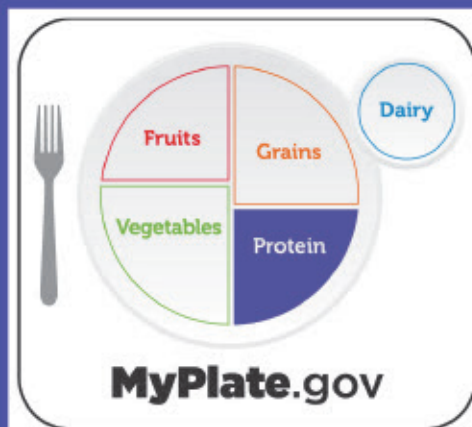 Dairy
Fruits
Grains
Vegetables
Protein
MyPlate.gov